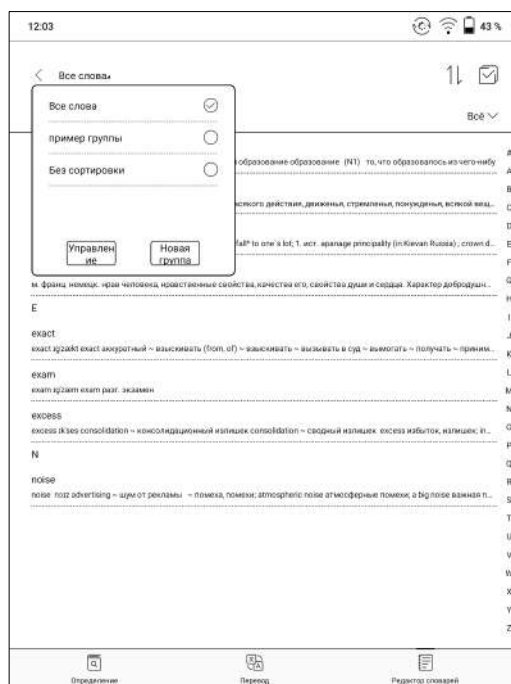 12:03
43 %
Все слова
Всё
Все слова
пример группы
Без сортировки
Управлен
ие
Новая
группа
образование образование (N1) то, что образовалось из чего-нибу
всякого действия, движенья, стремленья, понужденья, всякой вещ...
fall* to one's lot; 1. ист. apanage principality (in Kievan Russia) ; crown d...
м. франц. немецк. нрав человека, нравственные свойства, качества его, свойства души и сердца. Характер добродушн...
E
exact
exact ɪgˈzækt exact аккуратный ~ взыскивать (from, of) ~ взыскивать ~ вызывать в суд ~ вымогать ~ получать ~ приним...
exam
exam ɪgˈzæm exam разг. экзамен
excess
excess ɪkˈses consolidation ~ консолидационный излишек consolidation ~ сводный излишек excess избыток, излишек; in...
N
noise
noise nɔɪz advertising ~ шум от рекламы ~ помеха, помехи; atmospheric noise атмосферные помехи; a big noise важная п...
#
A
B
C
D
E
F
G
H
I
J
K
L
M
N
O
P
Q
R
S
T
U
V
W
X
Y
Z
Определение
Перевод
Редактор словарей